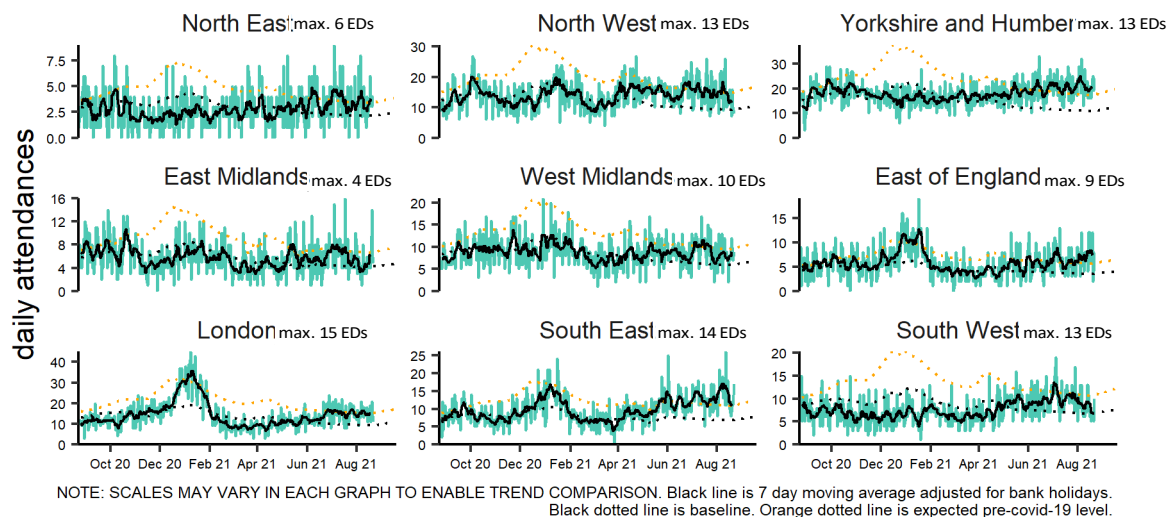 North East max. 6 EDs
North West max. 13 EDs
Yorkshire and Humber max. 13 EDs
7.5
5.0
2.5
0.0
30
20
10
0
30
20
10
0
East Midlands max. 4 EDs
West Midlands max. 10 EDs
East of England max. 9 EDs
daily attendances
16
12
8
4
0
20
15
10
5
0
15
10
5
0
London max. 15 EDs
South East max. 14 EDs
South West max. 13 EDs
40
30
20
10
0
25
20
15
10
5
0
20
15
10
5
0
Oct 20 Dec 20 Feb 21 Apr 21 Jun 21 Aug 21
Oct 20 Dec 20 Feb 21 Apr 21 Jun 21 Aug 21
Oct 20 Dec 20 Feb 21 Apr 21 Jun 21 Aug 21
NOTE: SCALES MAY VARY IN EACH GRAPH TO ENABLE TREND COMPARISON. Black line is 7 day moving average adjusted for bank holidays.
Black dotted line is baseline. Orange dotted line is expected pre-covid-19 level.